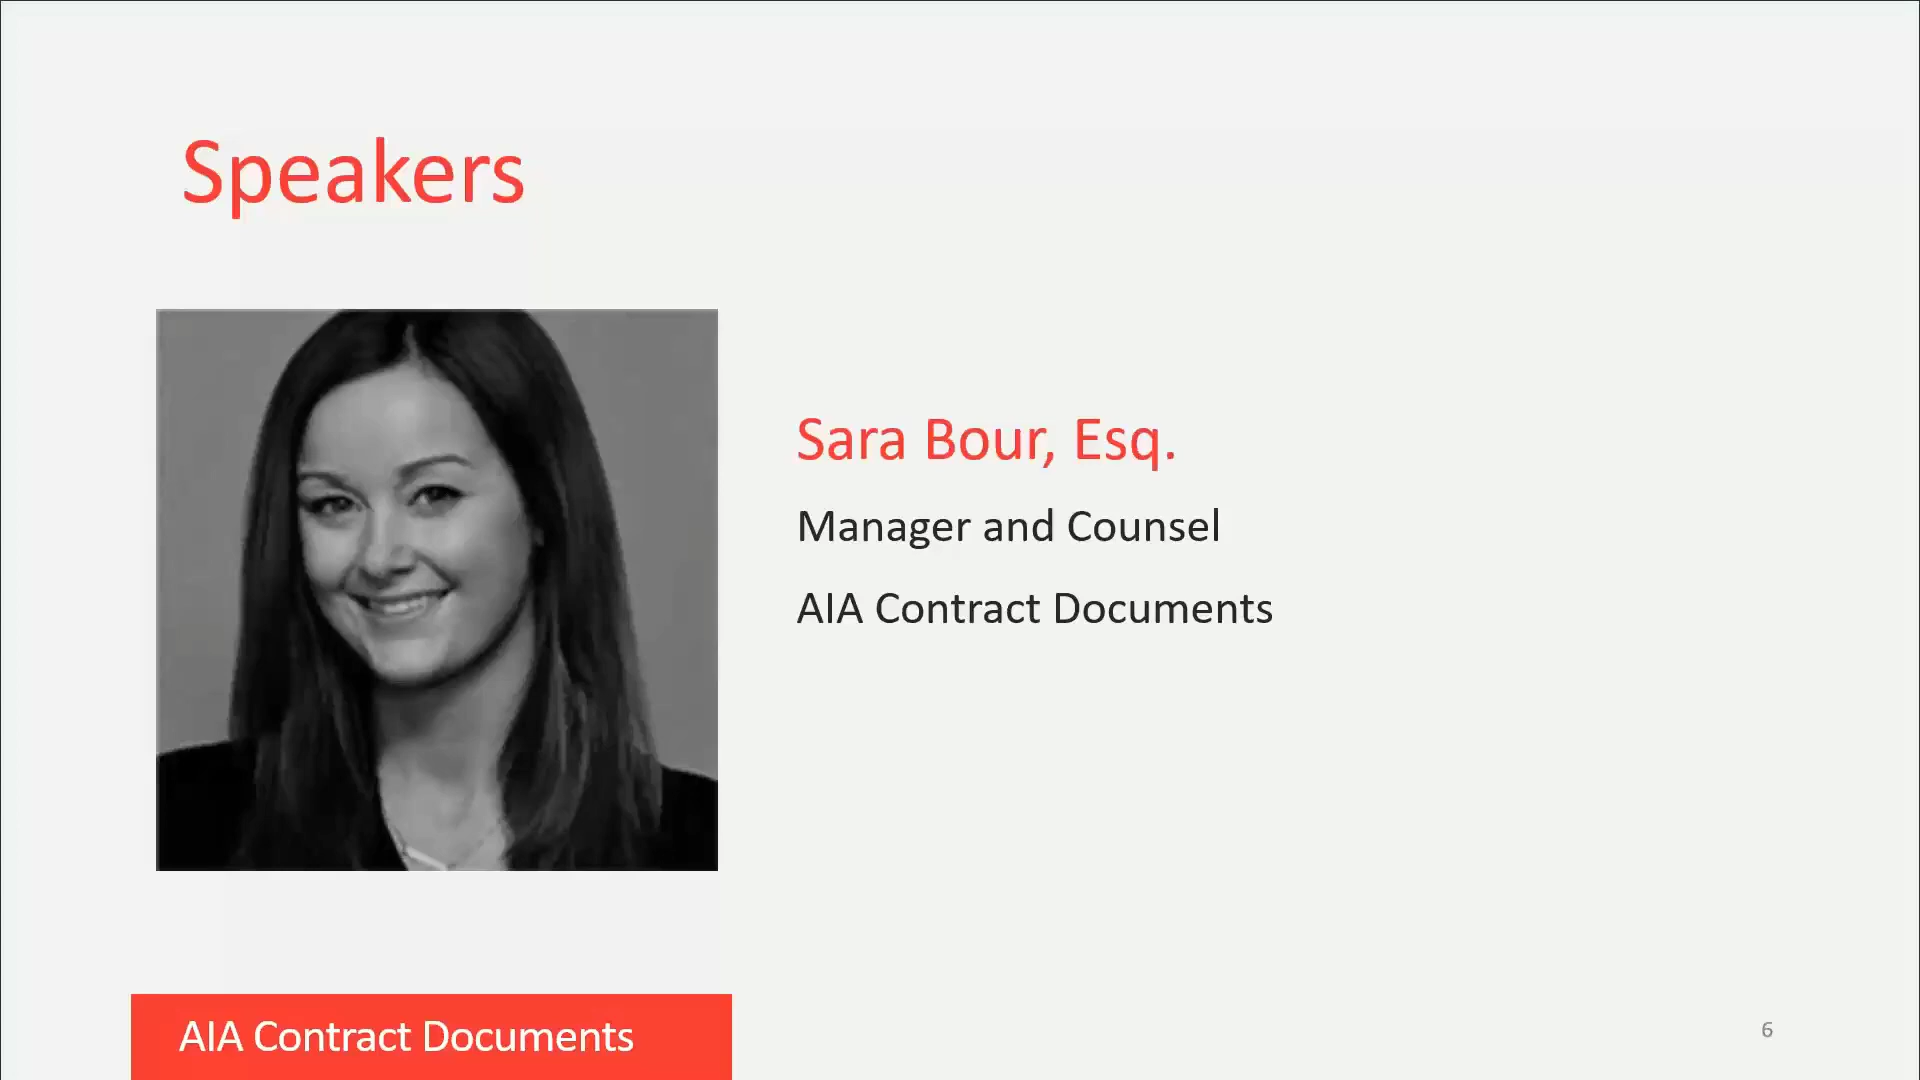 Speakers
Sara Bour, Esq.
Manager and Counsel
AIA Contract Documents
AIA Contract Documents
6